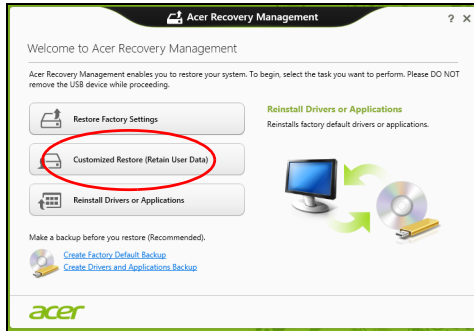 Acer Recovery Management
? X
Welcome to Acer Recovery Management
Acer Recovery Management enables you to restore your system. To begin, select the task you want to perform. Please DO NOT
remove the USB device while proceeding.
Restore Factory Settings
Customized Restore (Retain User Data)
Reinstall Drivers or Applications
Reinstall Drivers or Applications
Reinstalls factory default drivers or applications.
Make a backup before you restore (Recommended).
Create Factory Default Backup
Create Drivers and Applications Backup
acer